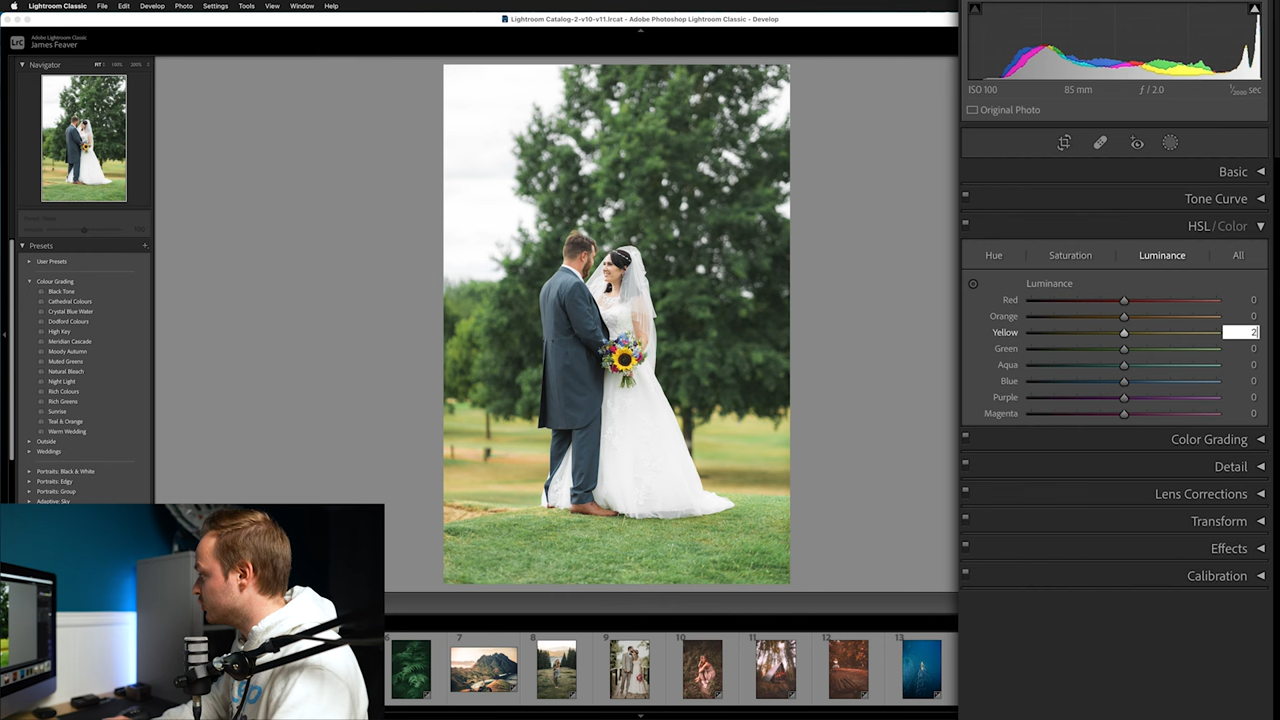 Lightroom Classic File Edit Develop Photo Settings Tools View Window Help
Lightroom Catalog-2-v10-v11.lrcat - Adobe Photoshop Lightroom Classic - Develop
LrC
Adobe Lightroom Classic
James Feaver
Navigator FIT 100% 200%
100
Presets +
User Presets
Colour Grading
Black Tone
Cathedral Colours
Crystal Blue Water
Dodford Colours
High Key
Meridian Cascade
Moody Autumn
Muted Greens
Natural Bleach
Night Light
Rich Colours
Rich Greens
Sunrise
Teal & Orange
Warm Wedding
Outside
Weddings
Portraits: Black & White
Portraits: Edgy
Portraits: Group
Adaptive: Sky
6 7 8 9 10 11 12 13
ISO 100 85 mm ƒ / 2.0 1/2000 sec
Original Photo
Basic
Tone Curve
HSL / Color
Hue Saturation Luminance All
Luminance
Red 0
Orange 0
Yellow 2
Green 0
Aqua 0
Blue 0
Purple 0
Magenta 0
Color Grading
Detail
Lens Corrections
Transform
Effects
Calibration